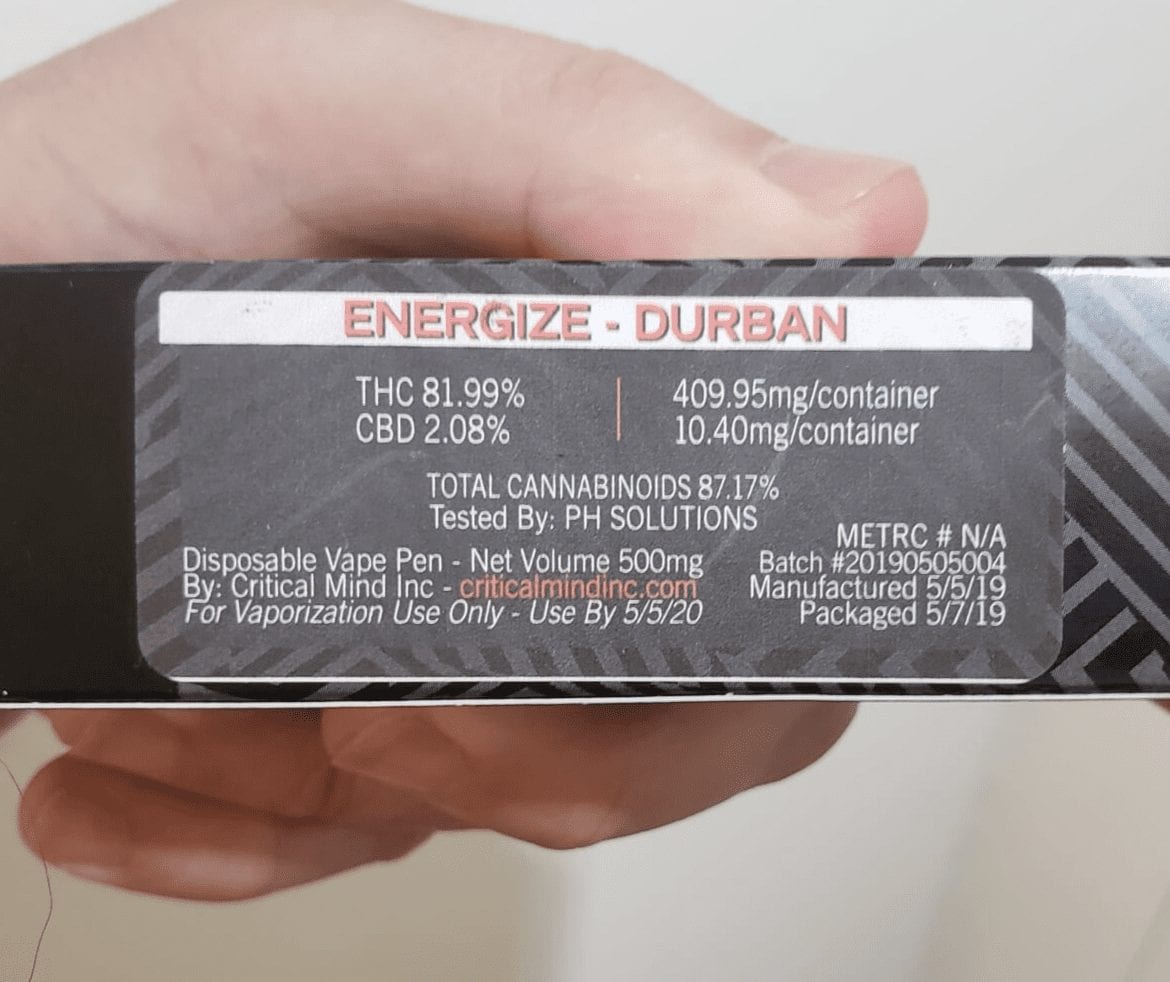 ENERGIZE - DURBAN
THC 81.99% | 409.95mg/container
CBD 2.08% | 10.40mg/container
TOTAL CANNABINOIDS 87.17%
Tested By: PH SOLUTIONS
METRC # N/A
Disposable Vape Pen - Net Volume 500mg
Batch #20190505004
By: Critical Mind Inc - criticalmindinc.com
Manufactured 5/5/19
For Vaporization Use Only - Use By 5/5/20
Packaged 5/7/19